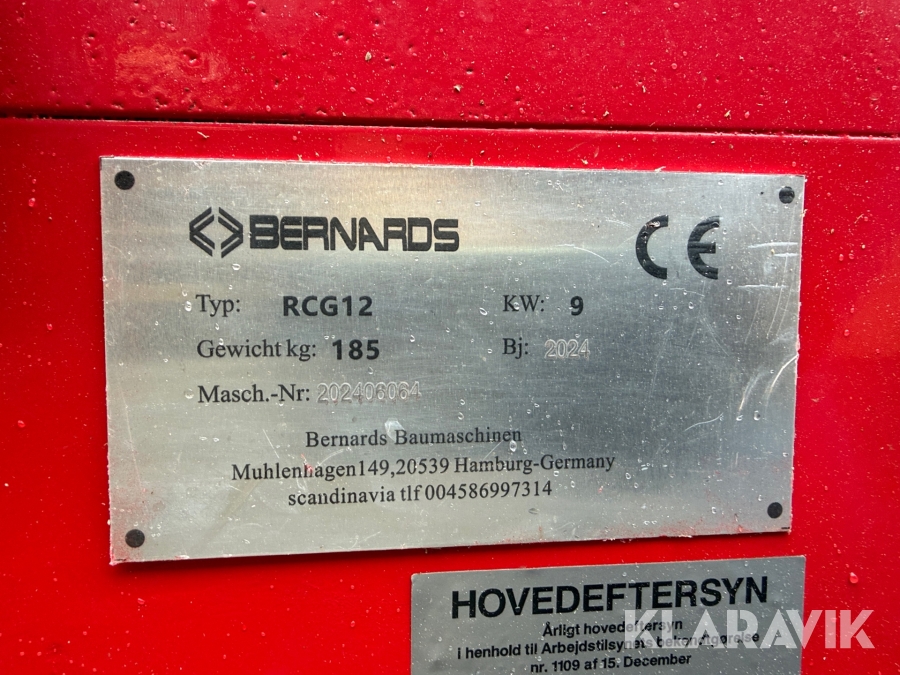 BERNARDS CE
Typ: RCG12 KW: 9
Gewicht kg: 185 Bj: 2024
Masch.-Nr: 202406064
Bernards Baumaschinen
Muhlenhagen149,20539 Hamburg-Germany
scandinavia tlf 004586997314
HOVEDEFTERSYN
Årligt hovedeftersyn
i henhold til Arbejdstilsynets bekendtgørelse
nr. 1109 af 15. December
KLARAVIK